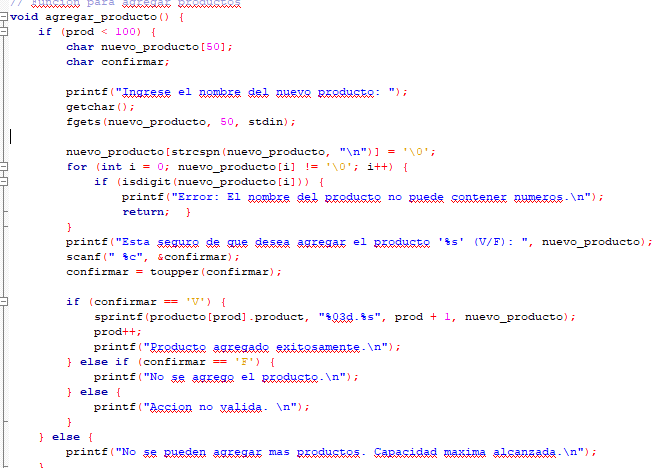 // Funcion para agregar productos
void agregar_producto() {
if (prod < 100) {
char nuevo_producto[50];
char confirmar;
printf("Ingrese el nombre del nuevo producto: ");
getchar();
fgets(nuevo_producto, 50, stdin);
nuevo_producto[strcspn(nuevo_producto, "\n")] = '\0';
for (int i = 0; nuevo_producto[i] != '\0'; i++) {
if (isdigit(nuevo_producto[i])) {
printf("Error: El nombre del producto no puede contener numeros.\n");
return; }
}
printf("Esta seguro de que desea agregar el producto '%s' (V/F): ", nuevo_producto);
scanf(" %c", &confirmar);
confirmar = toupper(confirmar);
if (confirmar == 'V') {
sprintf(producto[prod].product, "%03d.%s", prod + 1, nuevo_producto);
prod++;
printf("Producto agregado exitosamente.\n");
} else if (confirmar == 'F') {
printf("No se agrego el producto.\n");
} else {
printf("Accion no valida. \n");
}
} else {
printf("No se pueden agregar mas productos. Capacidad maxima alcanzada.\n");
}